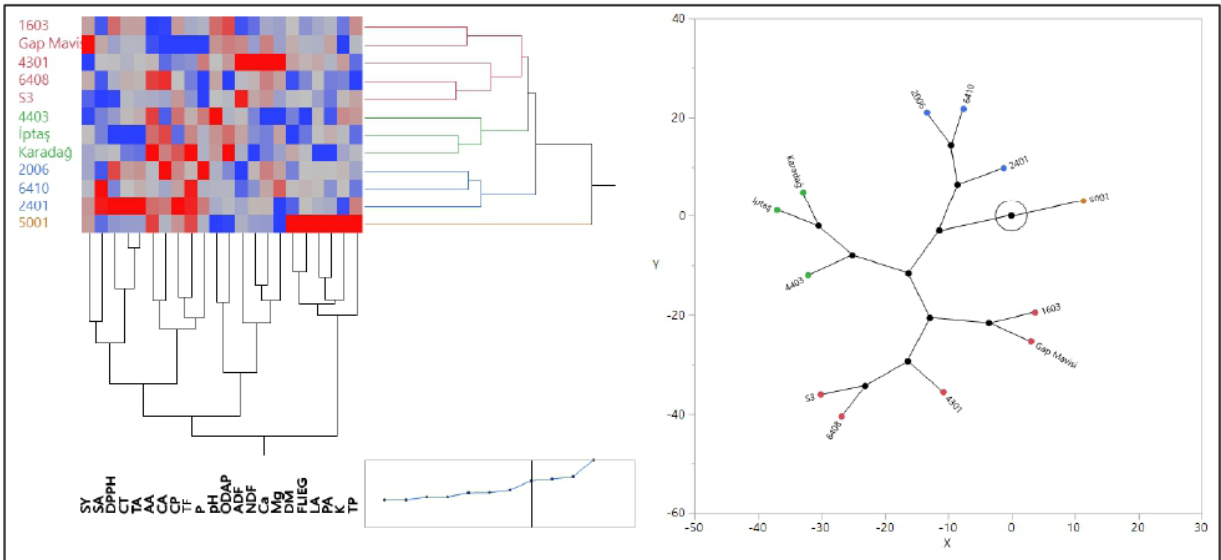 1603
Gap Mavis
4301
6408
S3
4403
İptaş
Karadağ
2006
6410
2401
5001
SY
SA
DPPH
CT
TA
AA
CA
CP
TF
P
pH
ODAP
ADF
NDF
Ca
Mg
DM
FLIEG
LA
PA
K
TP
40
20
0
-20
-40
-60
Y
-50
-40
-30
-20
-10
0
10
20
30
X
2006
6410
2401
5001
Karadağ
İptaş
4403
1603
Gap Mavisi
4301
S3
6408